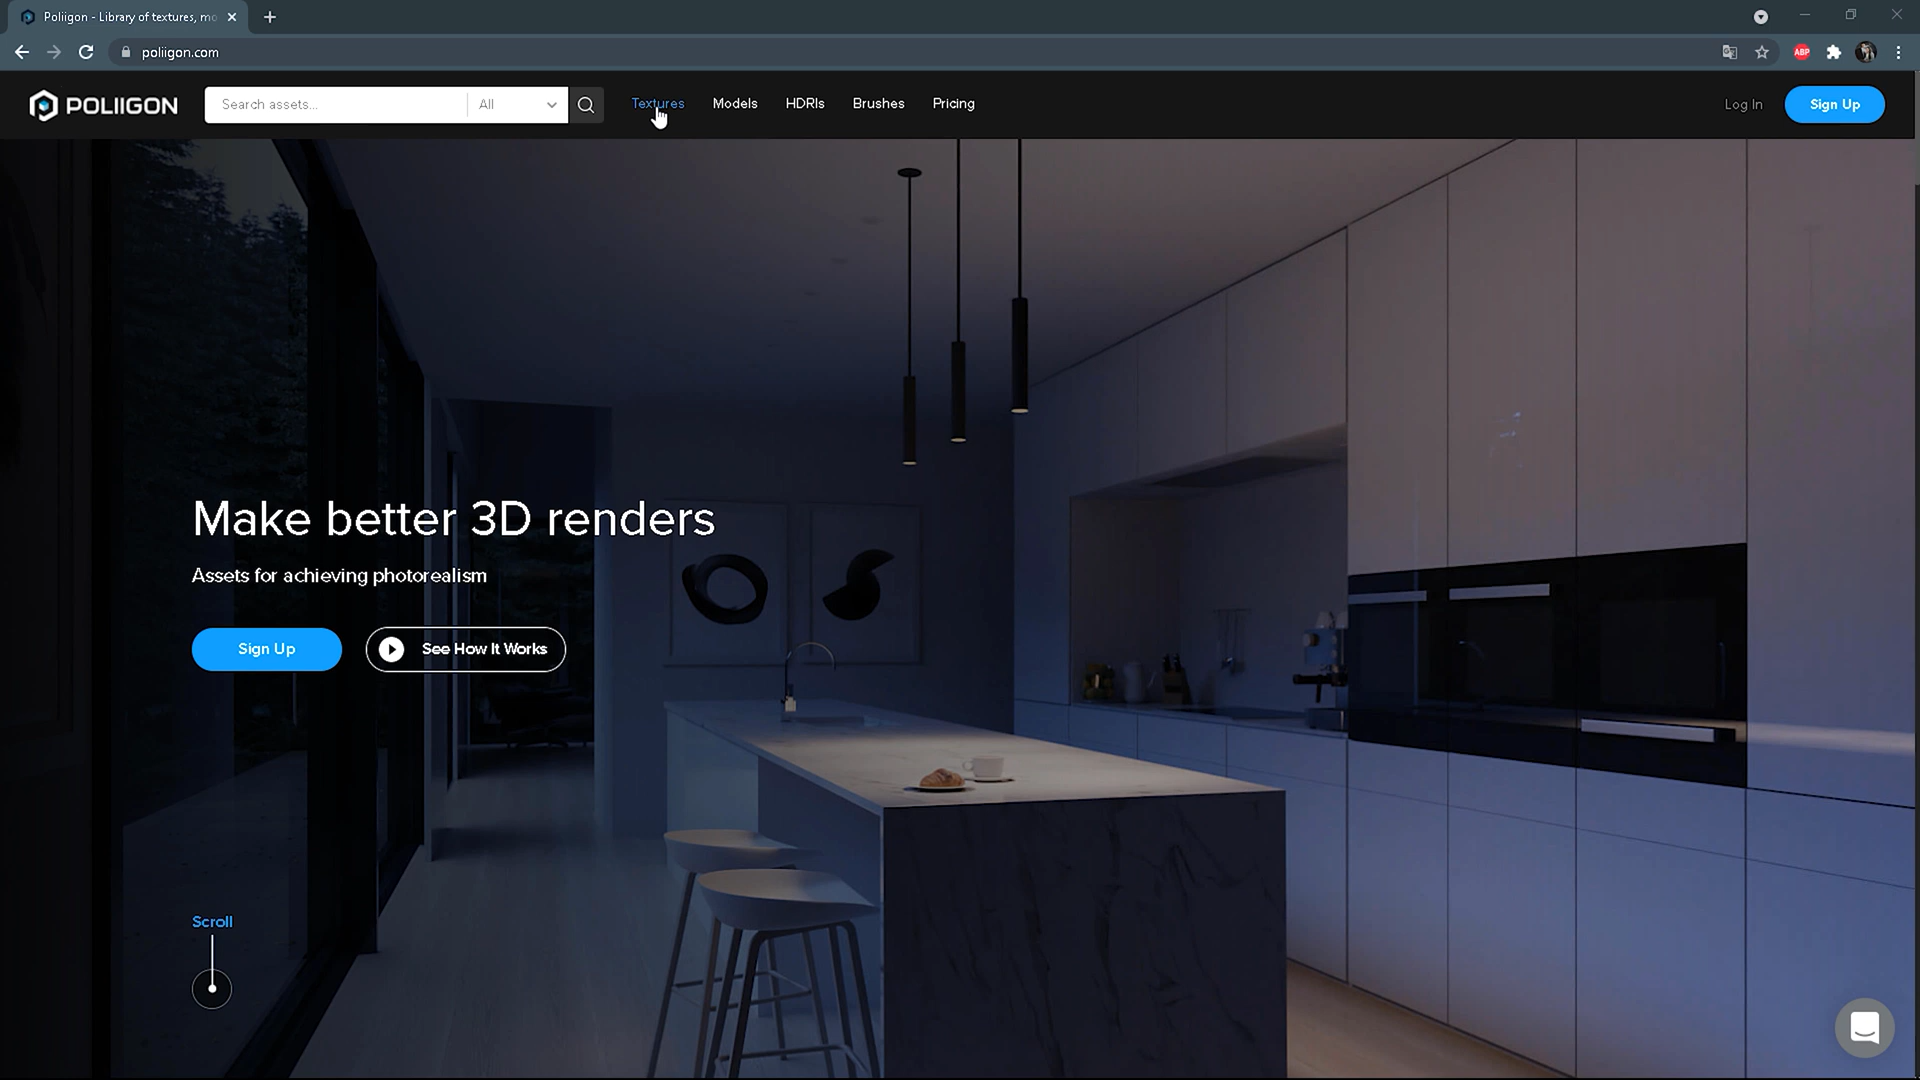 Poliigon - Library of textures, mo
poliigon.com
ABP
POLIIGON
Search assets...
All
Textures
Models
HDRIs
Brushes
Pricing
Log In
Sign Up
Make better 3D renders
Assets for achieving photorealism
Sign Up
See How It Works
Scroll